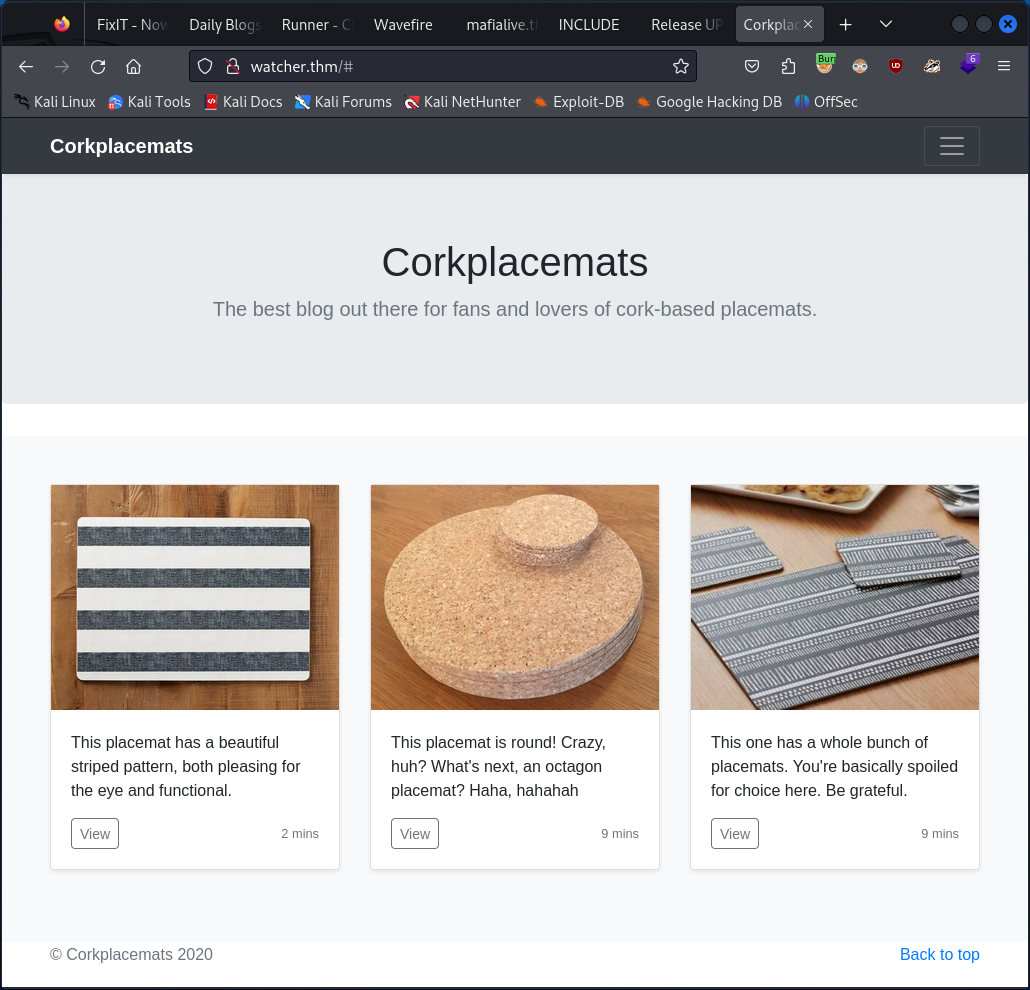 FixIT - Now
Daily Blogs
Runner - C
Wavefire
mafialive.t
INCLUDE
Release UP
Corkplac
watcher.thm/#
Bur
6
Kali Linux
Kali Tools
Kali Docs
Kali Forums
Kali NetHunter
Exploit-DB
Google Hacking DB
OffSec
Corkplacemats
Corkplacemats
The best blog out there for fans and lovers of cork-based placemats.
This placemat has a beautiful
striped pattern, both pleasing for
the eye and functional.
View
2 mins
This placemat is round! Crazy,
huh? What's next, an octagon
placemat? Haha, hahahah
View
9 mins
This one has a whole bunch of
placemats. You're basically spoiled
for choice here. Be grateful.
View
9 mins
© Corkplacemats 2020
Back to top